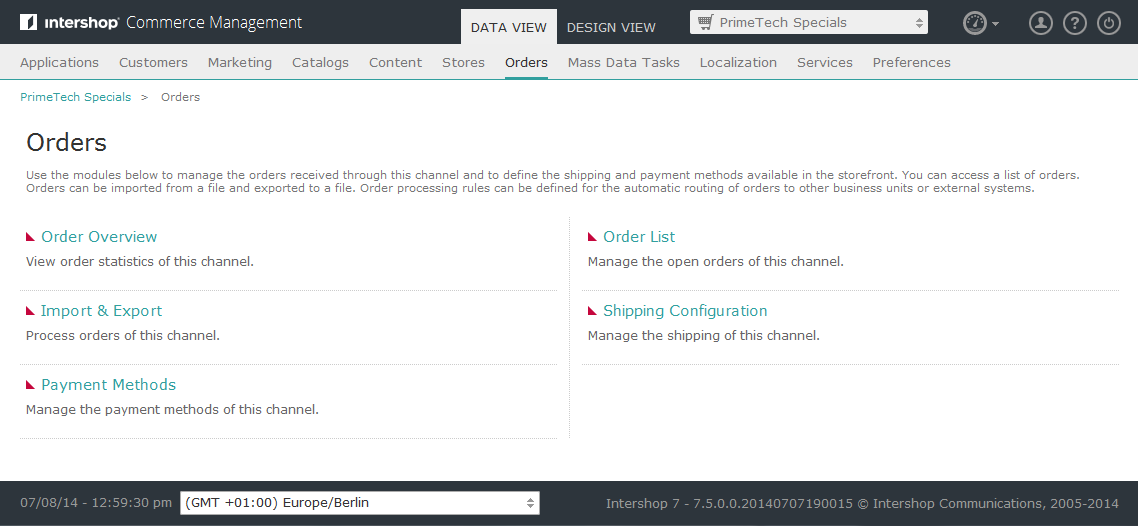 intershop® Commerce Management
DATA VIEW
DESIGN VIEW
PrimeTech Specials
Applications Customers Marketing Catalogs Content Stores Orders Mass Data Tasks Localization Services Preferences
PrimeTech Specials > Orders
Orders
Use the modules below to manage the orders received through this channel and to define the shipping and payment methods available in the storefront. You can access a list of orders.
Orders can be imported from a file and exported to a file. Order processing rules can be defined for the automatic routing of orders to other business units or external systems.
Order Overview
View order statistics of this channel.
Order List
Manage the open orders of this channel.
Import & Export
Process orders of this channel.
Shipping Configuration
Manage the shipping of this channel.
Payment Methods
Manage the payment methods of this channel.
07/08/14 - 12:59:30 pm (GMT +01:00) Europe/Berlin
Intershop 7 - 7.5.0.0.20140707190015 © Intershop Communications, 2005-2014